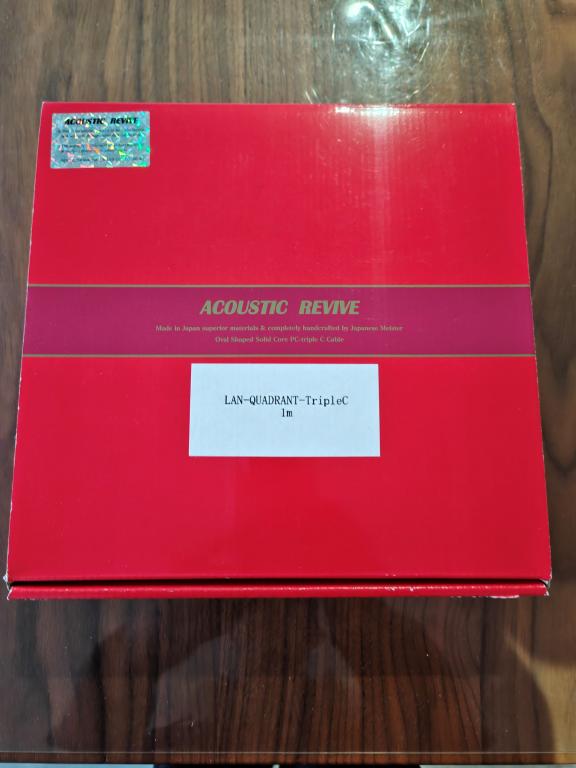 ACOUSTIC REVIVE
ACOUSTIC REVIVE
Made in Japan superior materials & completely handcrafted by Japanese Meister
Oval Shaped Solid Core PC-triple C Cable
LAN-QUADRANT-TripleC
1m